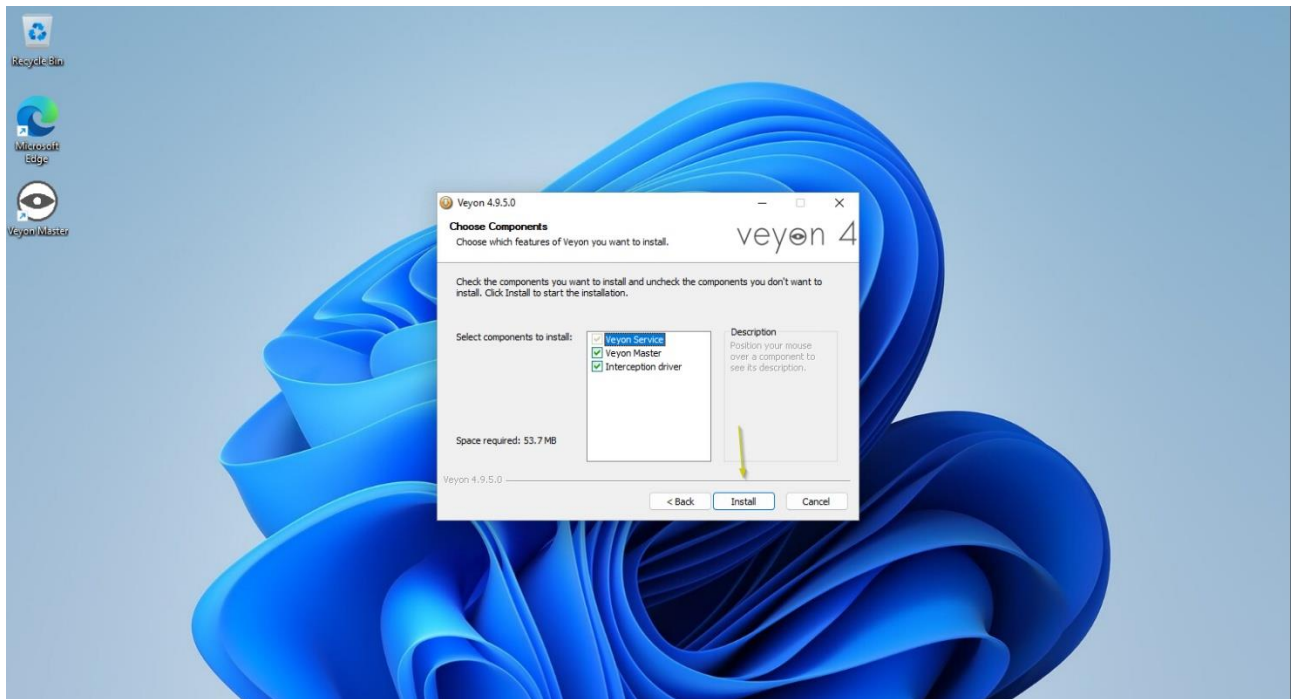 Recycle Bin
Microsoft
Edge
Veyon Master
Veyon 4.9.5.0
Choose Components
Choose which features of Veyon you want to install.
veyon 4
Check the components you want to install and uncheck the components you don't want to
install. Click Install to start the installation.
Select components to install:
Veyon Service
Veyon Master
Interception driver
Description
Position your mouse
over a component to
see its description.
Space required: 53.7 MB
Veyon 4.9.5.0
< Back
Install
Cancel